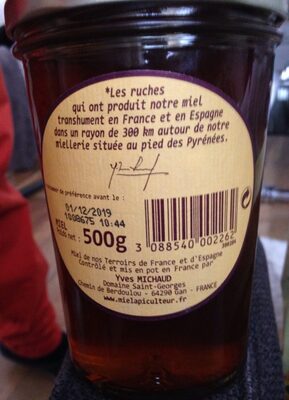 *Les ruches
qui ont produit notre miel
transhument en France et en Espagne
dans un rayon de 300 km autour de notre
miellerie située au pied des Pyrénées.
de préférence avant le :
01/12/2019
1080675 10:44
MIEL
Poids net: 500g
3 088540 002262
Miel de nos Terroirs de France et d'Espagne
Contrôlé et mis en pot en France par
Yves MICHAUD
Domaine Saint-Georges
Chemin de Berdoulou - 64290 Gan - FRANCE
www.mielapiculteur.fr